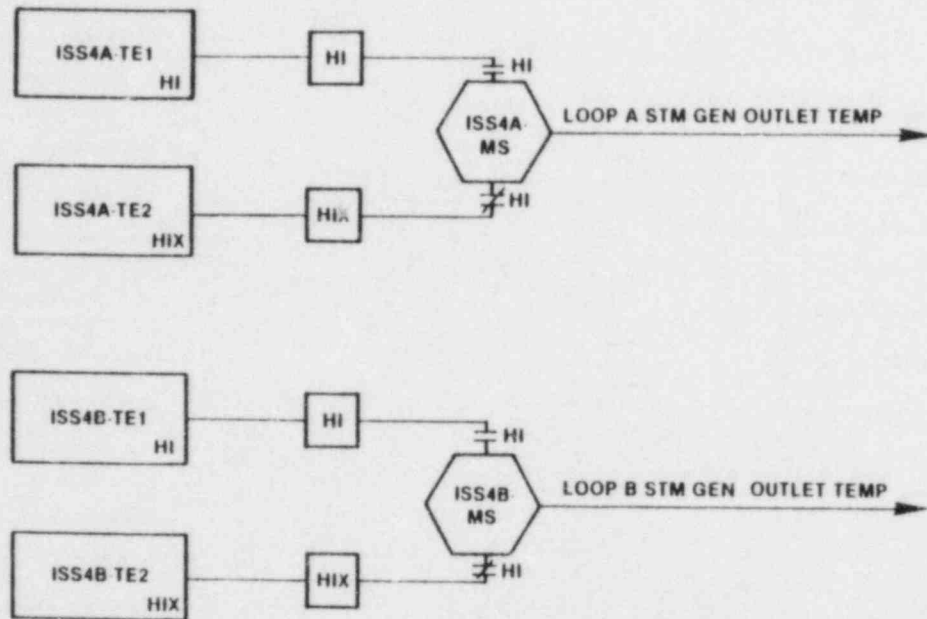 ISS4A-TE1
HI
HI
HI
ISS4A-
MS
LOOP A STM GEN OUTLET TEMP
ISS4A-TE2
HIX
HIX
HI
ISS4B-TE1
HI
HI
HI
ISS4B-
MS
LOOP B STM GEN OUTLET TEMP
ISS4B-TE2
HIX
HIX
HI